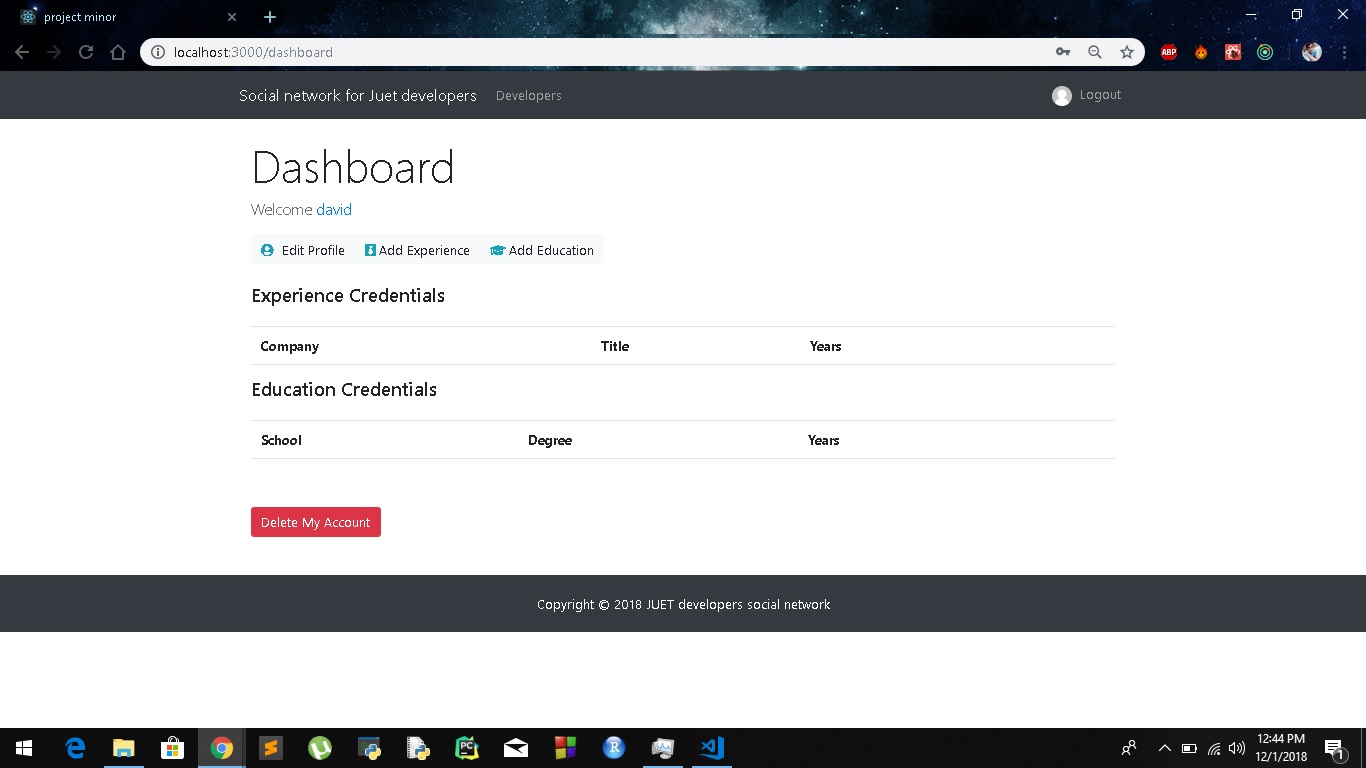 project minor
localhost:3000/dashboard
ABP
Social network for Juet developers
Developers
Logout
Dashboard
Welcome david
Edit Profile
Add Experience
Add Education
Experience Credentials
Company Title Years
Education Credentials
School Degree Years
Delete My Account
Copyright © 2018 JUET developers social network
PC
R
12:44 PM
12/1/2018
1